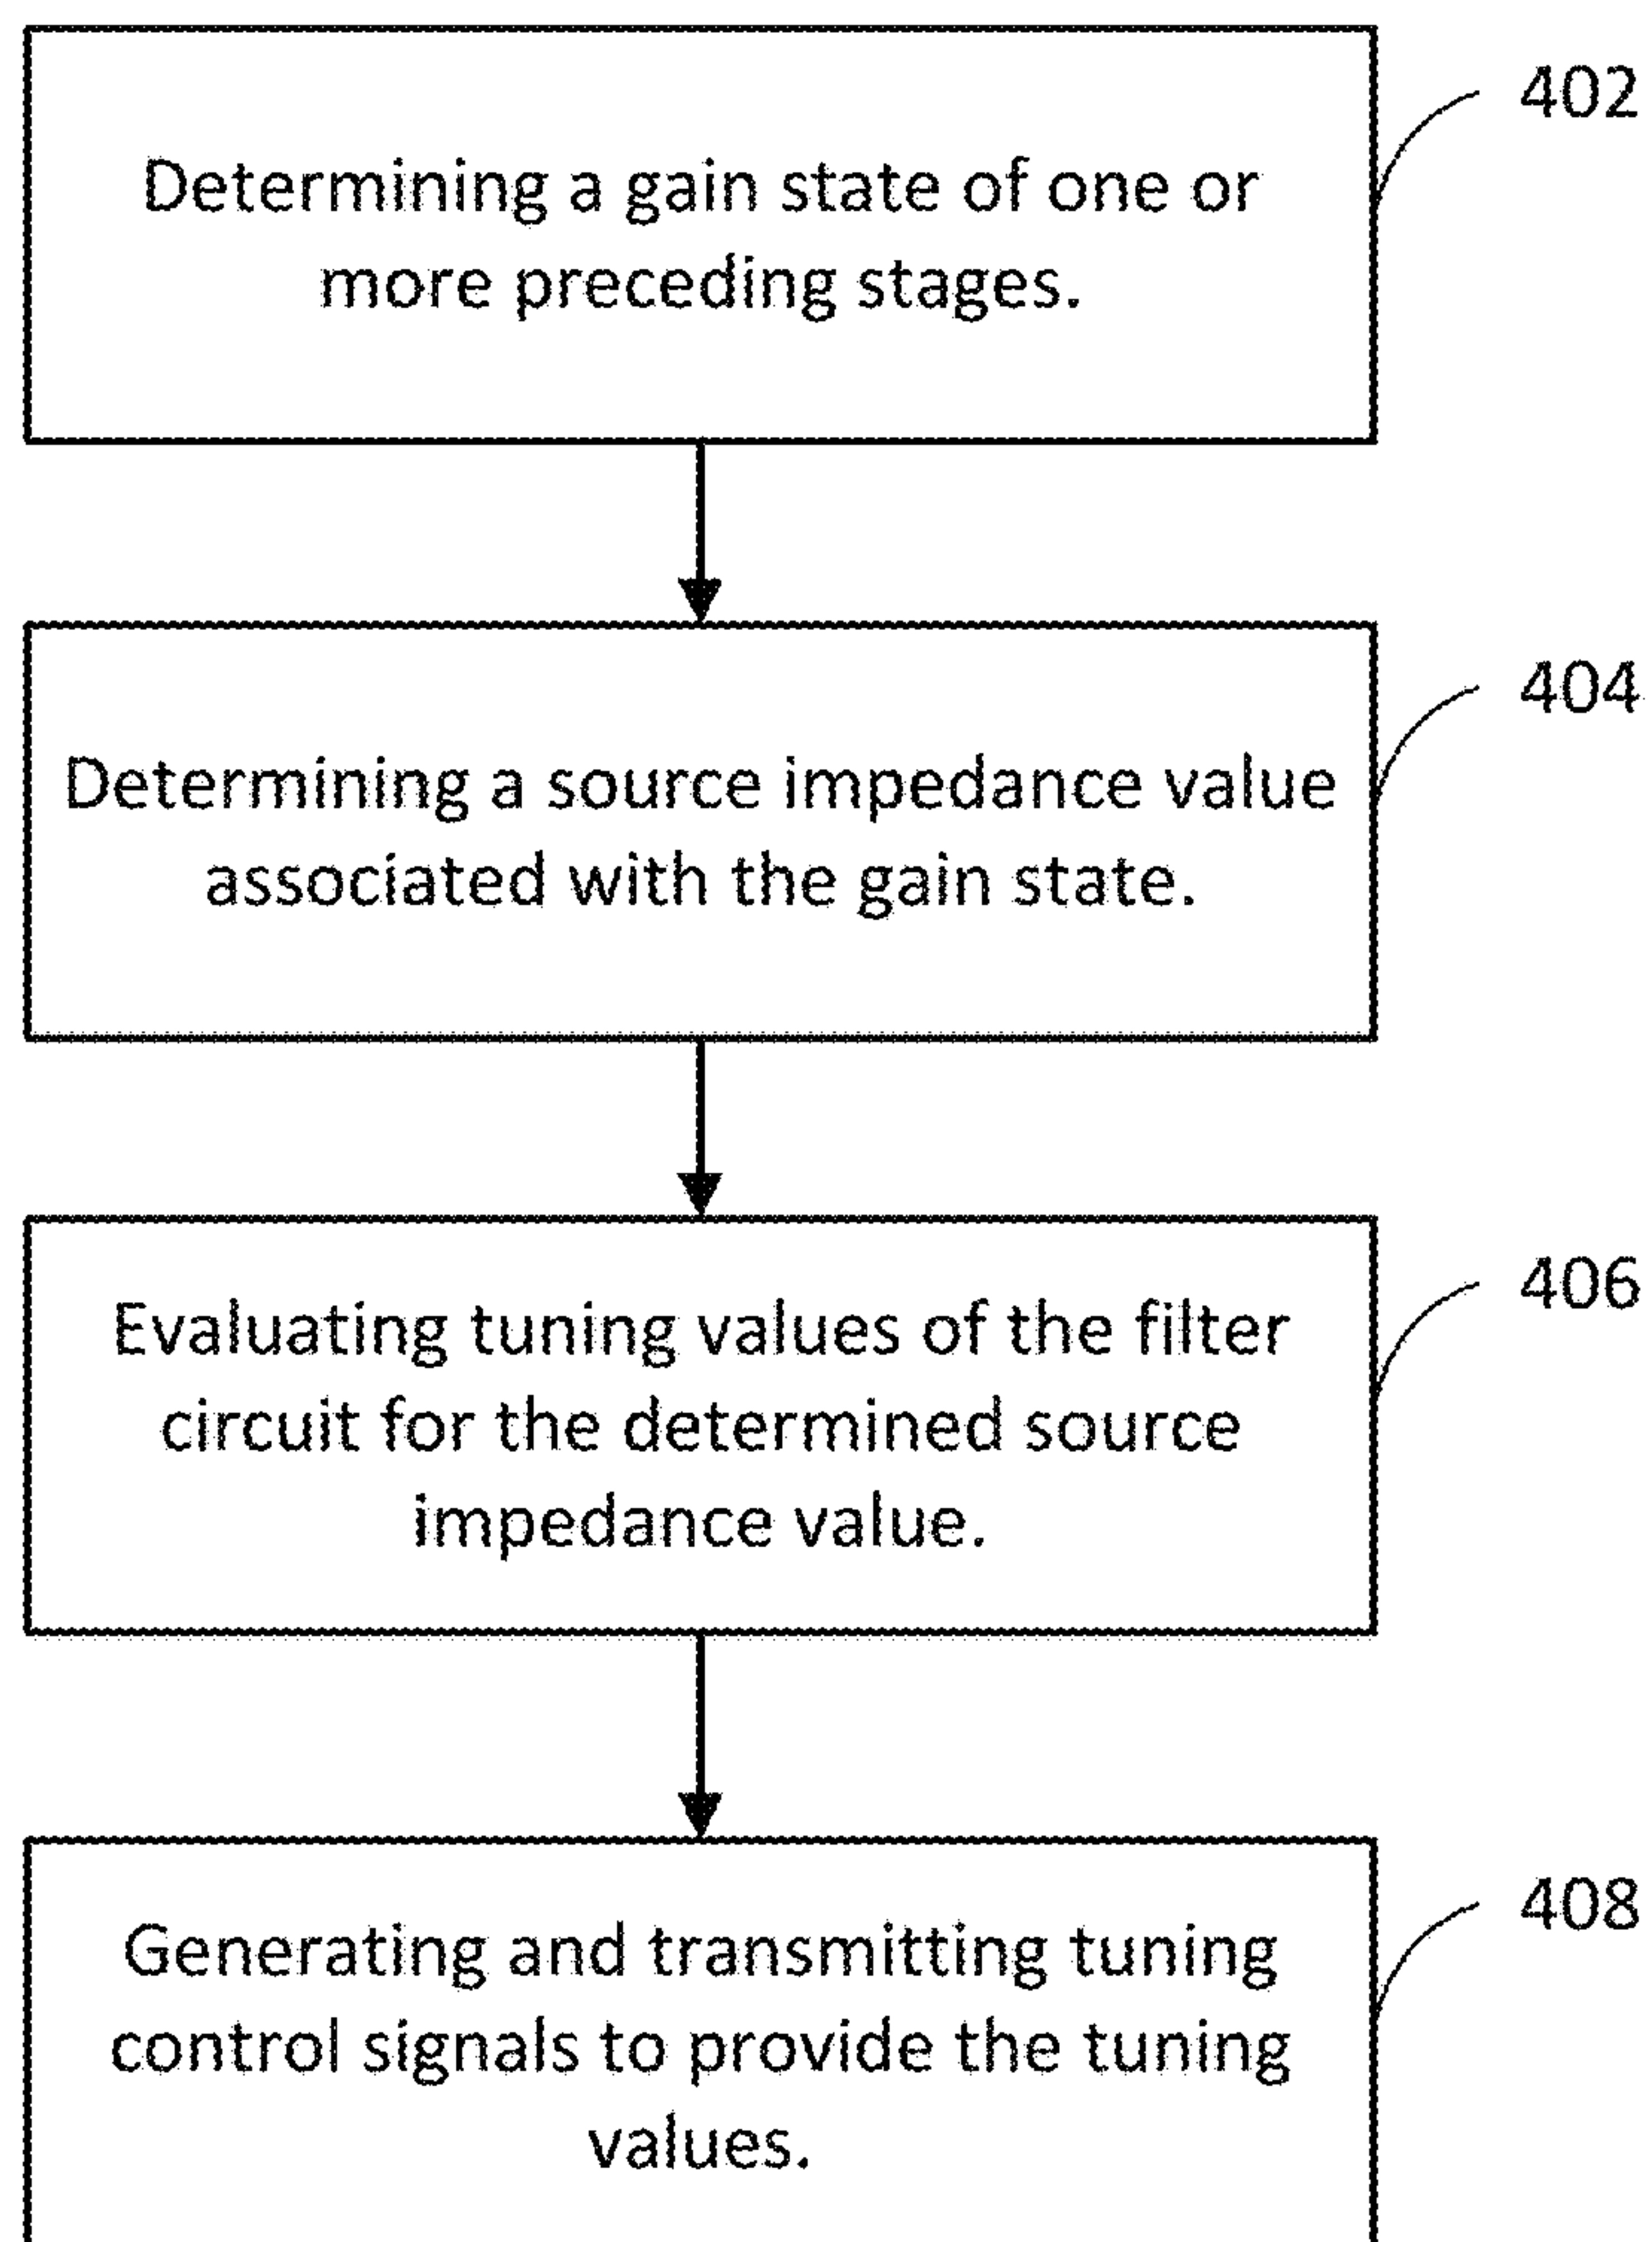 402
Determining a gain state of one or
more preceding stages.
404
Determining a source impedance value
associated with the gain state.
406
Evaluating tuning values of the filter
circuit for the determined source
impedance value.
408
Generating and transmitting tuning
control signals to provide the tuning
values.